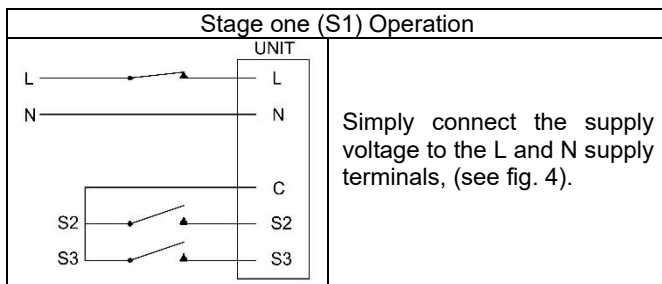 Stage one (S1) Operation
UNIT
L L
N N
C
S2 S2
S3 S3
Simply connect the supply
voltage to the L and N supply
terminals, (see fig. 4).